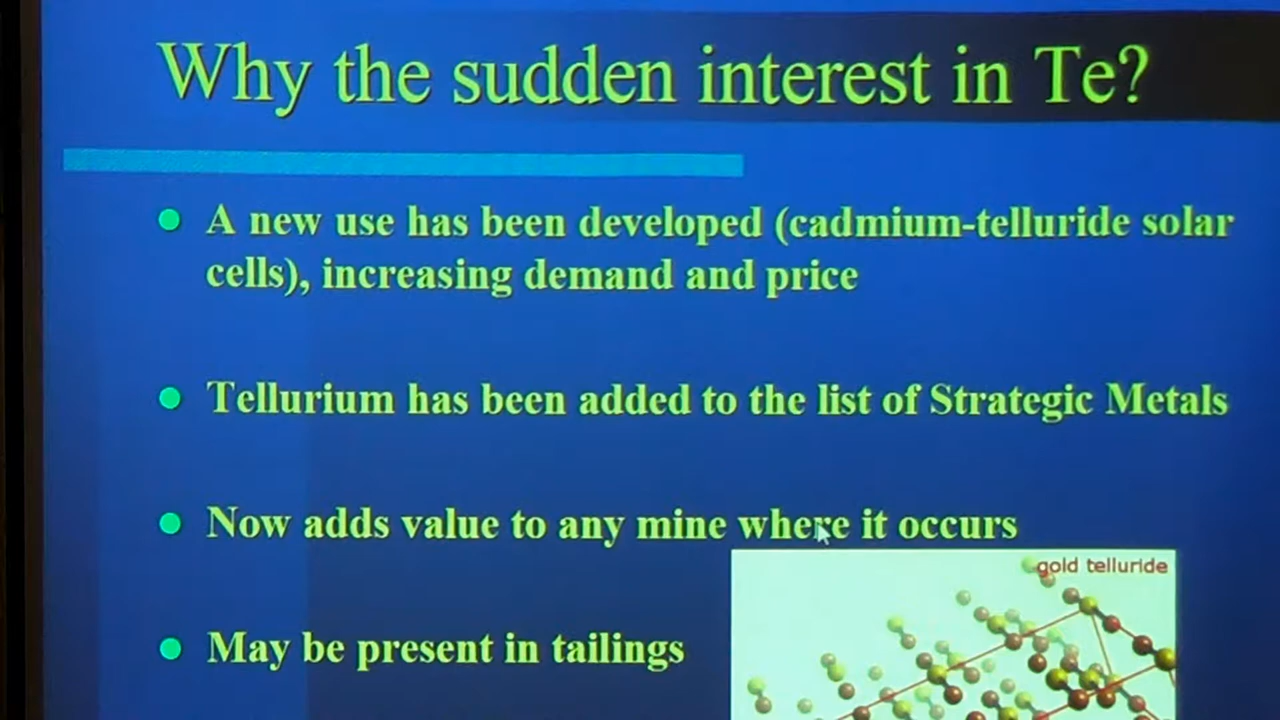 Why the sudden interest in Te?
A new use has been developed (cadmium-telluride solar
cells), increasing demand and price
Tellurium has been added to the list of Strategic Metals
Now adds value to any mine where it occurs
May be present in tailings
gold telluride